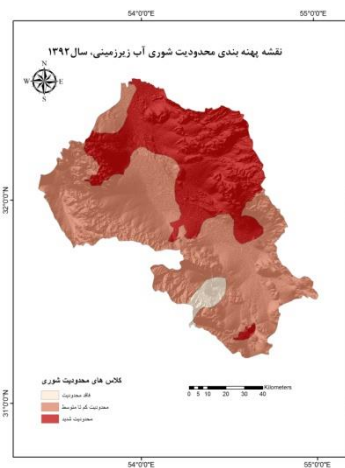 54°0'0"E 55°0'0"E
نقشه پهنه بندی محدودیت شوری آب زیرزمینی، سال۱۳۹۲
N
W E
S
32°0'0"N
31°0'0"N
کلاس های محدودیت شوری
فاقد محدودیت
محدودیت کم تا متوسط
محدودیت شدید
Kilometers
0 5 10 20 30 40
54°0'0"E 55°0'0"E